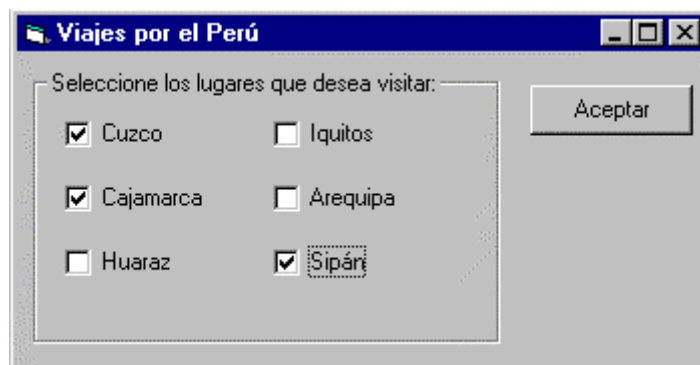 Viajes por el Perú
Seleccione los lugares que desea visitar:
Aceptar
Cuzco
Iquitos
Cajamarca
Arequipa
Huaraz
Sipán